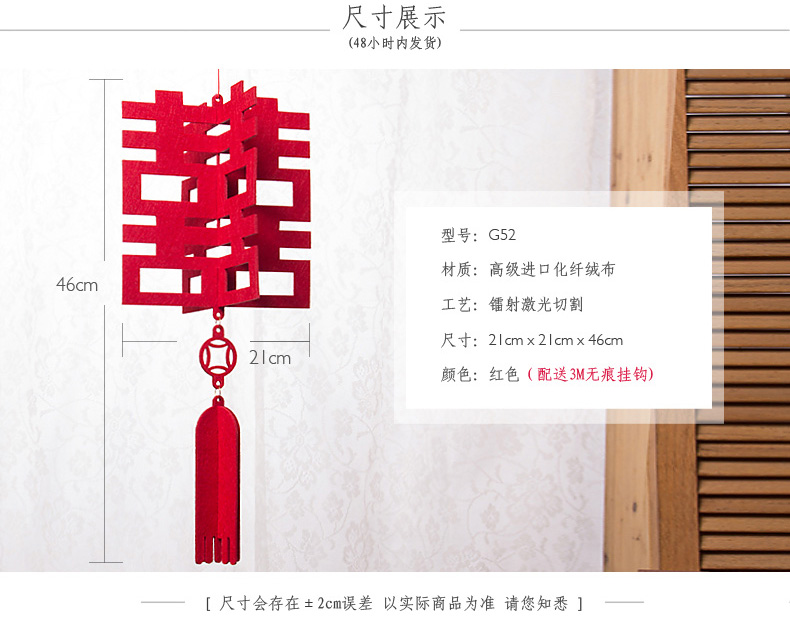 尺寸展示
(48小时内发货)
46cm
21cm
型号: G52
材质: 高级进口化纤绒布
工艺: 镭射激光切割
尺寸: 21cm x 21cm x 46cm
颜色: 红色 (配送3M无痕挂钩)
[ 尺寸会存在±2cm误差 以实际商品为准 请您知悉 ]